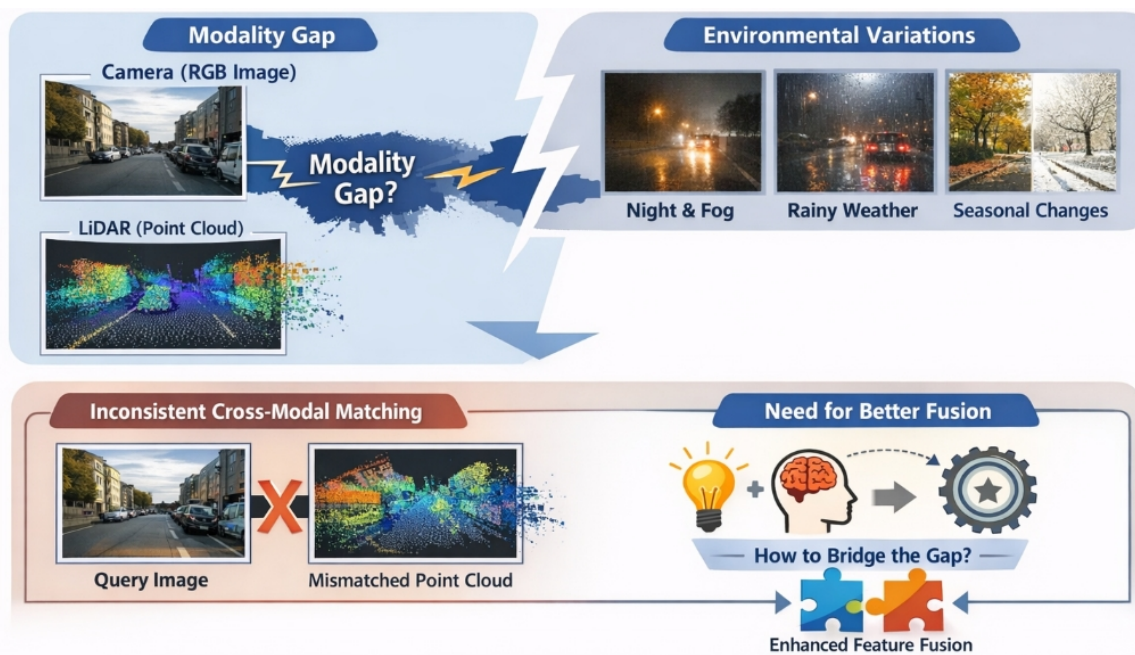 Modality Gap
Camera (RGB Image)
Modality
Gap?
LiDAR (Point Cloud)
Environmental Variations
Night & Fog
Rainy Weather
Seasonal Changes
Inconsistent Cross-Modal Matching
Query Image
X
Mismatched Point Cloud
Need for Better Fusion
How to Bridge the Gap?
Enhanced Feature Fusion